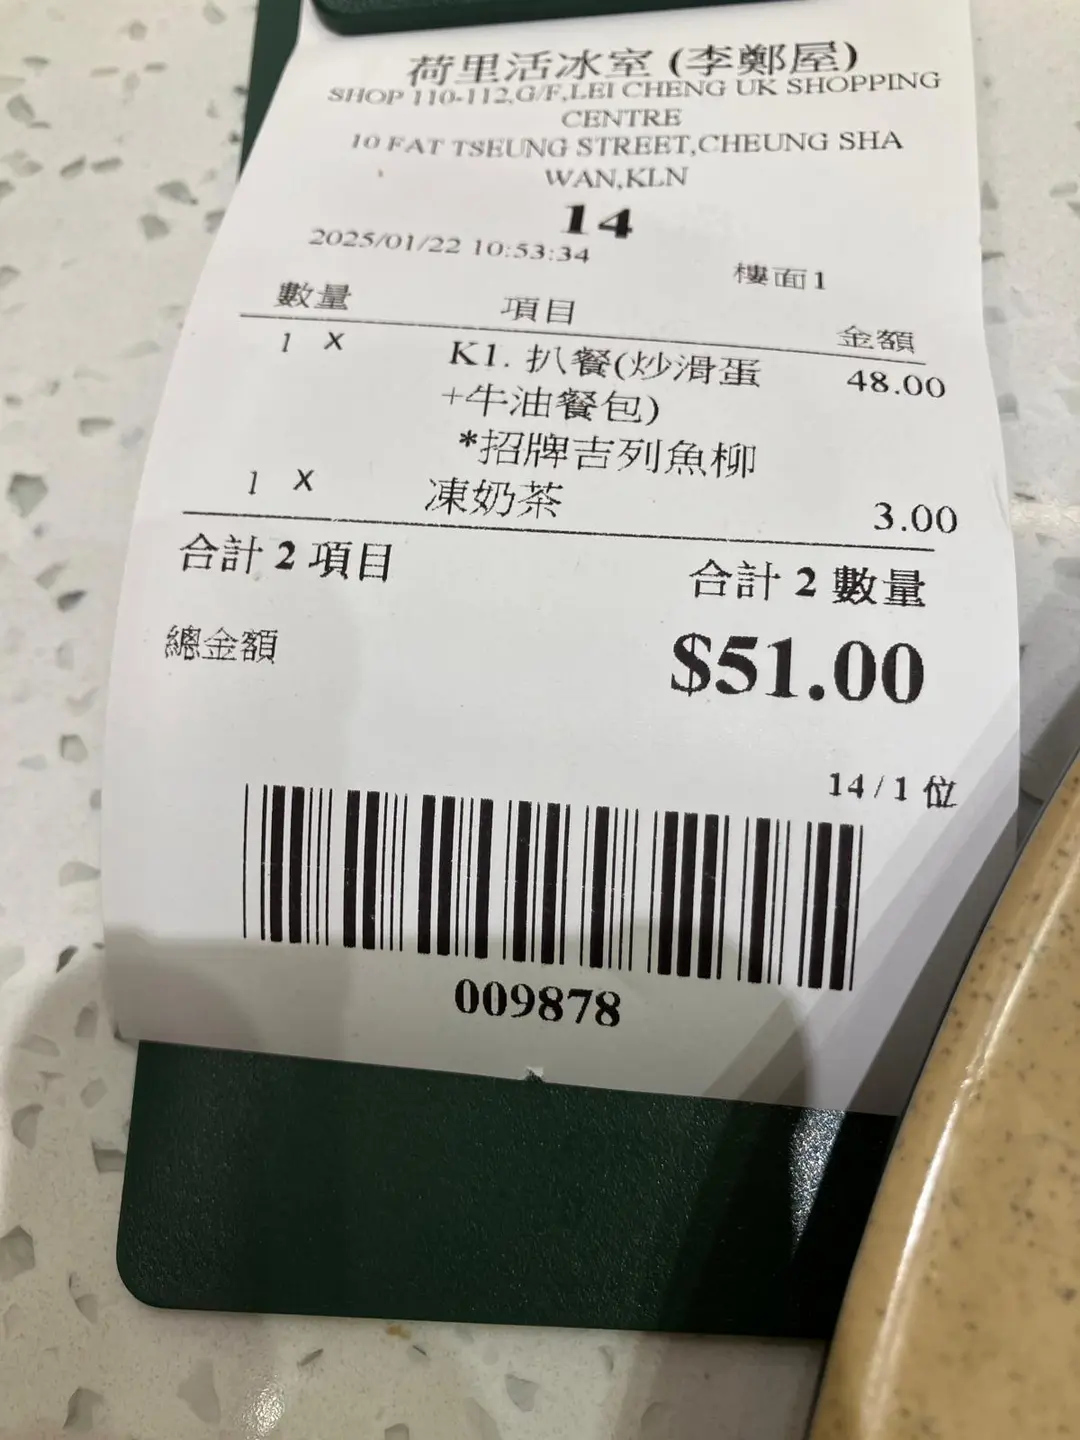 荷里活冰室 (李鄭屋)
SHOP 110-112,G/F,LEI CHENG UK SHOPPING
CENTRE
10 FAT TSEUNG STREET,CHEUNG SHA
WAN,KLN
14
2025/01/22 10:53:34 樓面1
數量 項目 金額
1 x K1. 扒餐(炒滑蛋 48.00
+牛油餐包)
*招牌吉列魚柳
1 x 凍奶茶 3.00
合計 2 項目 合計 2 數量
總金額 $51.00
14/1 位
009878